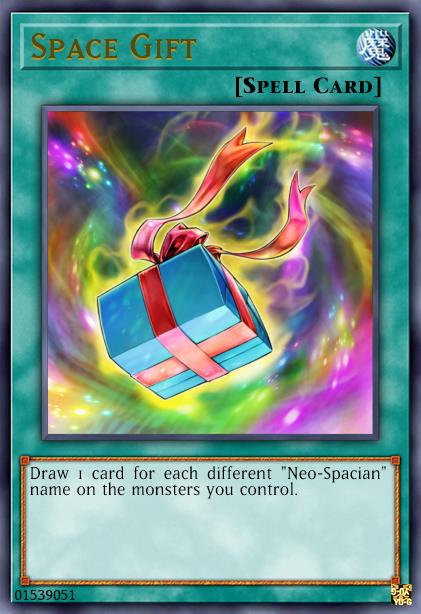 Space Gift
魔
[Spell Card]
Draw 1 card for each different "Neo-Spacian"
name on the monsters you control.
01539051